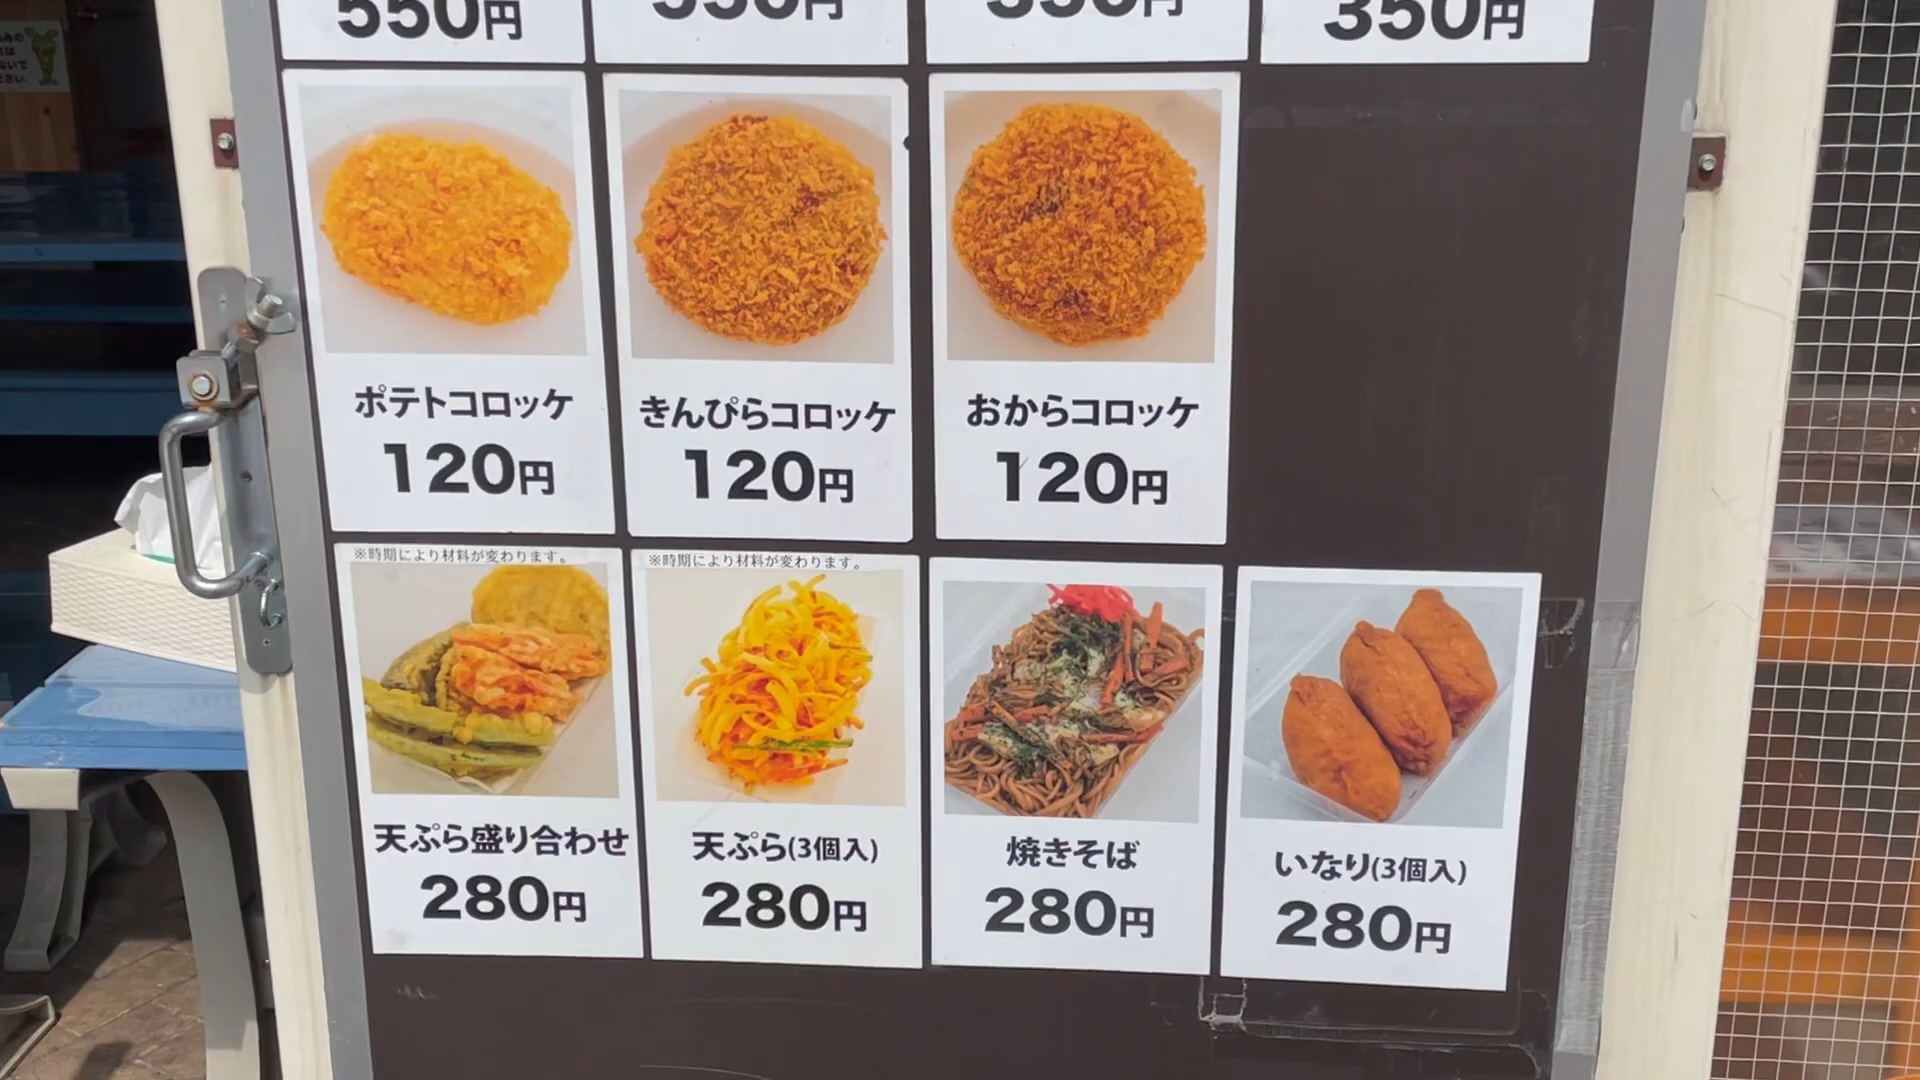 550円
350円
ポテトコロッケ
120円
きんぴらコロッケ
120円
おからコロッケ
120円
※時期により材料が変わります。
天ぷら盛り合わせ
280円
※時期により材料が変わります。
天ぷら(3個入)
280円
焼きそば
280円
いなり(3個入)
280円